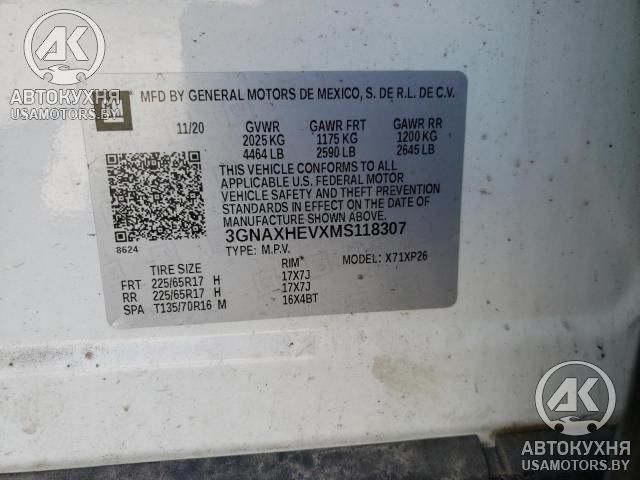 АВТОКУХНЯ
USAMOTORS.BY
GM
MFD BY GENERAL MOTORS DE MEXICO, S. DE R.L. DE C.V.
11/20 GVWR GAWR FRT GAWR RR
2025 KG 1175 KG 1200 KG
4464 LB 2590 LB 2645 LB
THIS VEHICLE CONFORMS TO ALL
APPLICABLE U.S. FEDERAL MOTOR
VEHICLE SAFETY AND THEFT PREVENTION
STANDARDS IN EFFECT ON THE DATE OF
MANUFACTURE SHOWN ABOVE.
3GNAXHEVXMS118307
8624 TYPE: M.P.V. MODEL: X71XP26
TIRE SIZE RIM
FRT 225/65R17 H 17X7J
RR 225/65R17 H 17X7J
SPA T135/70R16 M 16X4BT
АК
АВТОКУХНЯ
USAMOTORS.BY